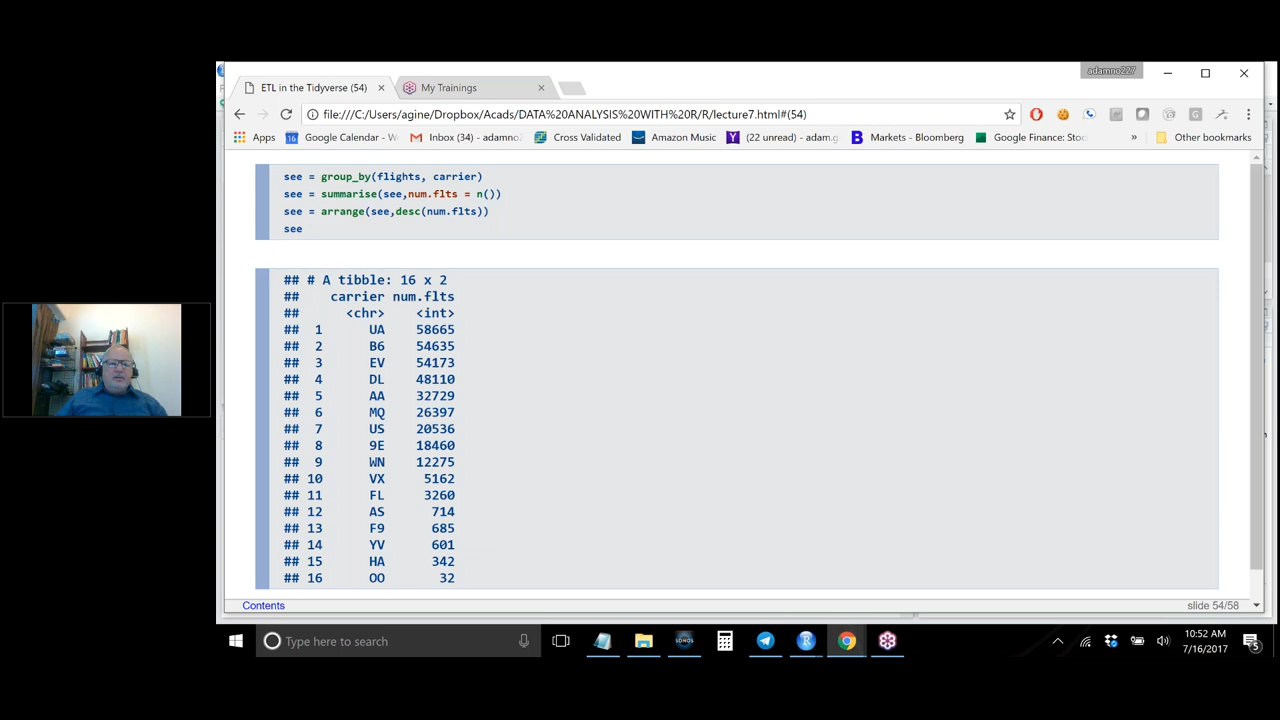 adamno227
ETL in the Tidyverse (54)
My Trainings
file:///C:/Users/agine/Dropbox/Acads/DATA%20ANALYSIS%20WITH%20R/R/lecture7.html#(54)
Apps
Google Calendar - W
Inbox (34) - adamno
Cross Validated
Amazon Music
(22 unread) - adam.g
Markets - Bloomberg
Google Finance: Stoc
»
Other bookmarks
see = group_by(flights, carrier)
see = summarise(see,num.flts = n())
see = arrange(see,desc(num.flts))
see
## # A tibble: 16 x 2
## carrier num.flts
## <chr> <int>
## 1 UA 58665
## 2 B6 54635
## 3 EV 54173
## 4 DL 48110
## 5 AA 32729
## 6 MQ 26397
## 7 US 20536
## 8 9E 18460
## 9 WN 12275
## 10 VX 5162
## 11 FL 3260
## 12 AS 714
## 13 F9 685
## 14 YV 601
## 15 HA 342
## 16 OO 32
Contents
slide 54/58
Type here to search
SONOS
R
10:52 AM
7/16/2017
5